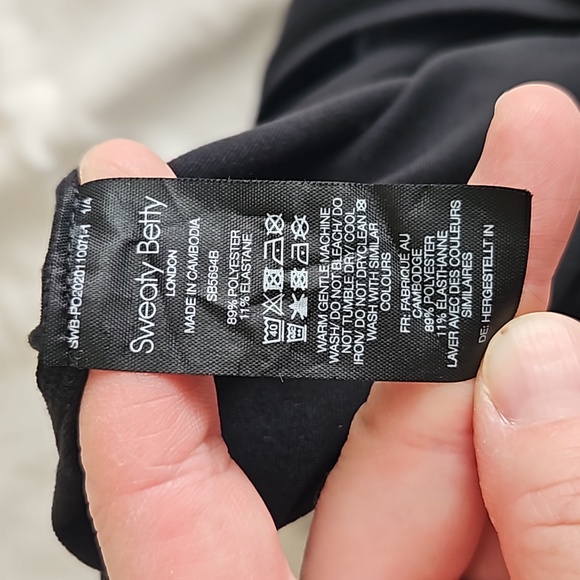 SWB-PO2020110071-1 1/4
Sweaty Betty
LONDON
MADE IN CAMBODIA
SB5894B
89% POLYESTER
11% ELASTANE
40
WARM GENTLE MACHINE
WASH/ DO NOT BLEACH/ DO
NOT TUMBLE DRY/COOL
IRON/ DO NOT DRYCLEAN
WASH WITH SIMILAR
COLOURS
FR: FABRIQUÉ AU
CAMBODGE
89% POLYESTER
11% ÉLASTHANNE
LAVER AVEC DES COULEURS
SIMILAIRES
DE: HERGESTELLT IN